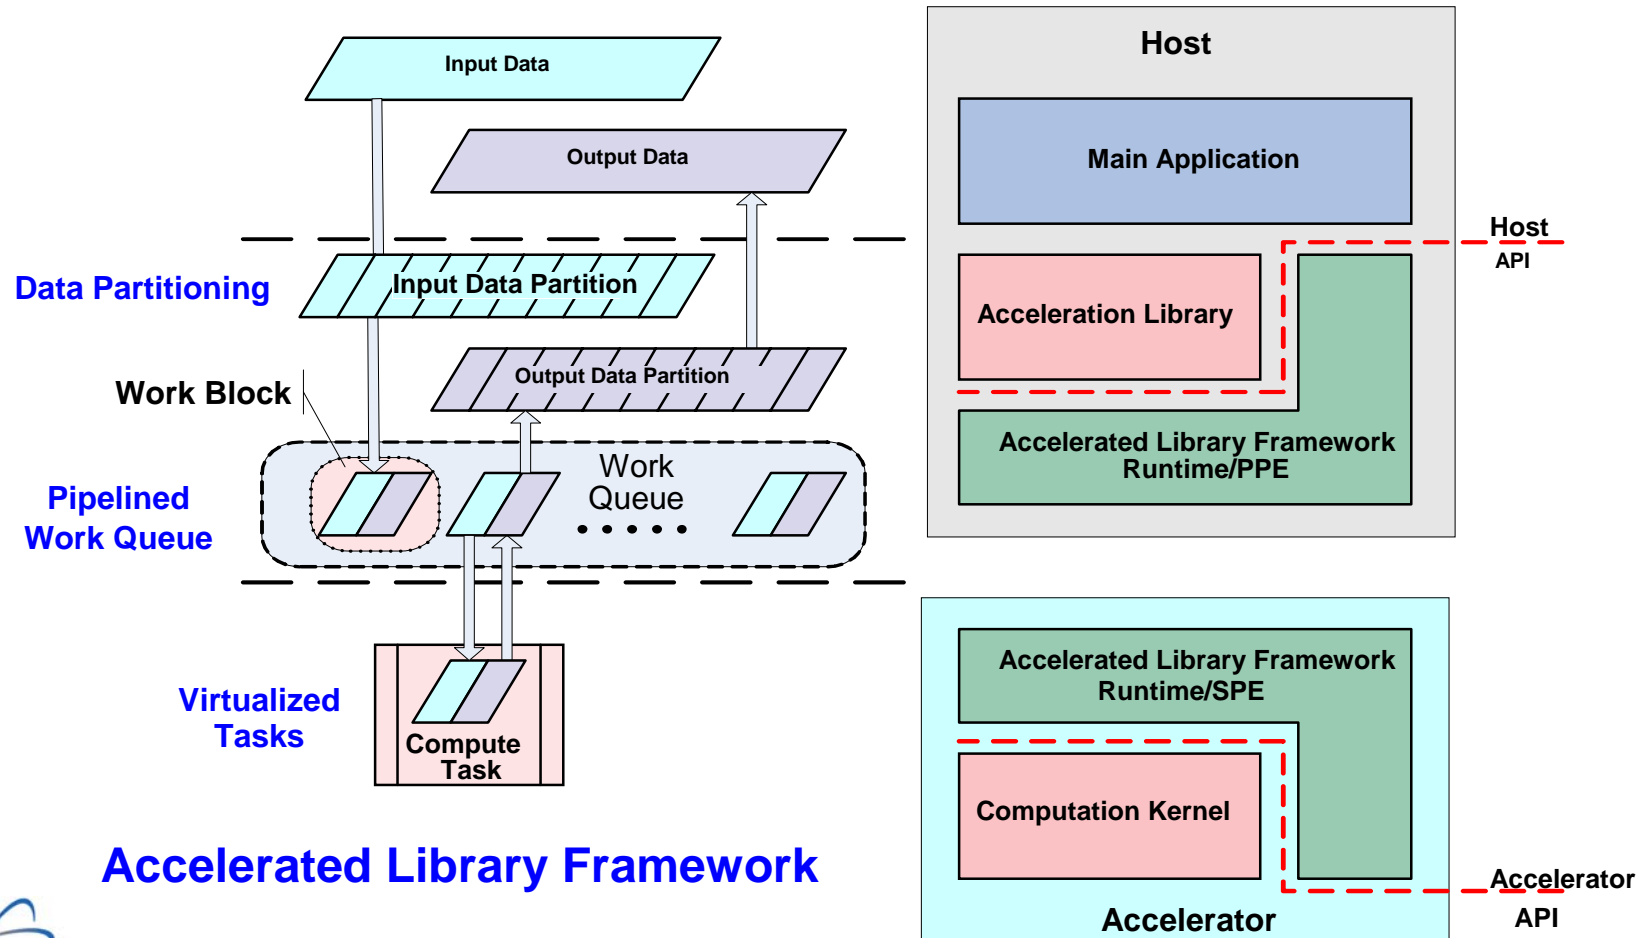 Input Data
Output Data
Data Partitioning
Input Data Partition
Output Data Partition
Work Block
Pipelined
Work Queue
Work
Queue
Virtualized
Tasks
Compute
Task
Accelerated Library Framework
Host
Main Application
Host
API
Acceleration Library
Accelerated Library Framework
Runtime/PPE
Accelerated Library Framework
Runtime/SPE
Computation Kernel
Accelerator
API
Accelerator